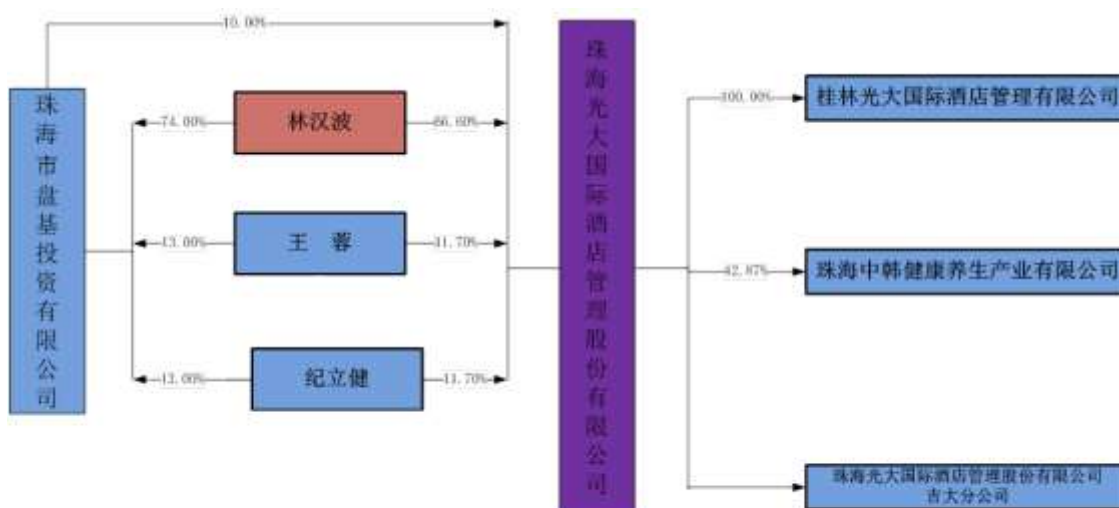 10.00%
珠海市盘基投资有限公司
74.00%
林汉波
66.60%
13.00%
王 蓉
11.70%
13.00%
纪立健
11.70%
珠海光大国际酒店管理股份有限公司
100.00%
桂林光大国际酒店管理有限公司
42.87%
珠海中韩健康养生产业有限公司
珠海光大国际酒店管理股份有限公司
吉大分公司